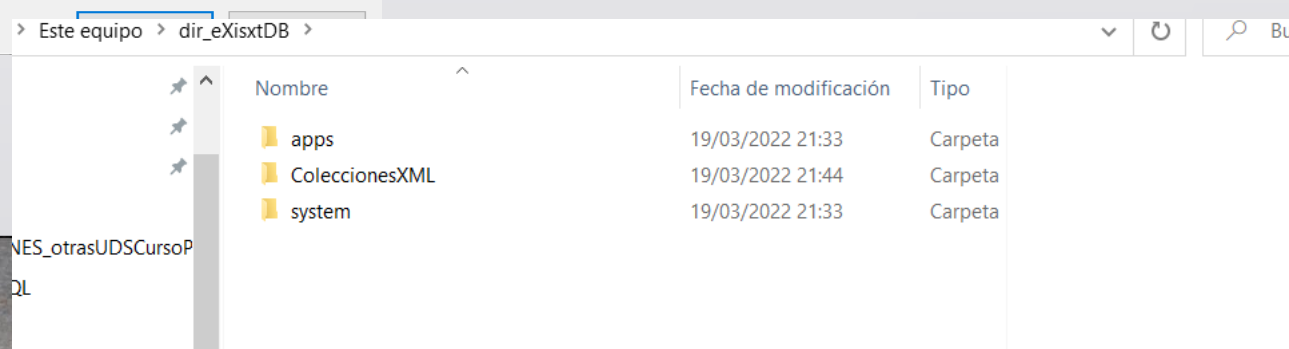 Este equipo > dir_eXisxtDB >
Bu
Nombre Fecha de modificación Tipo
apps 19/03/2022 21:33 Carpeta
ColeccionesXML 19/03/2022 21:44 Carpeta
system 19/03/2022 21:33 Carpeta
NES_otrasUDSCursoP
QL